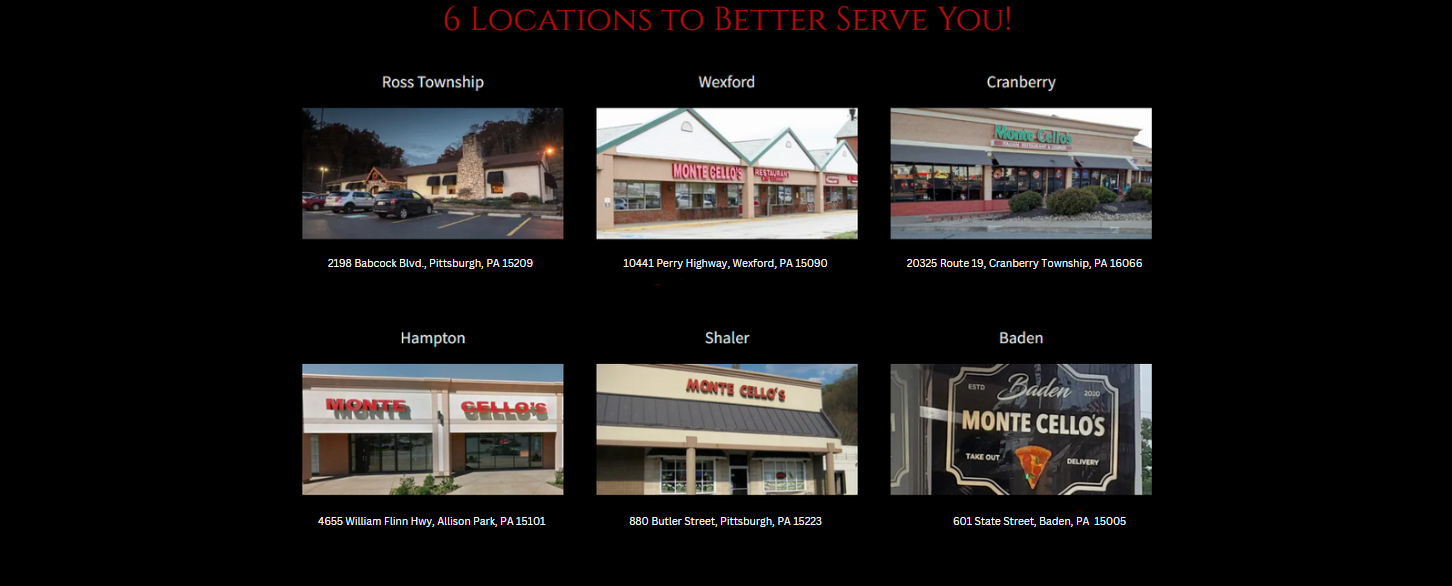 6 Locations to Better Serve You!
Ross Township
Wexford
Cranberry
MONTE CELLO'S
RESTAURANT
Monte Cellos
2198 Babcock Blvd., Pittsburgh, PA 15209
10441 Perry Highway, Wexford, PA 15090
20325 Route 19, Cranberry Township, PA 16066
Hampton
Shaler
Baden
MONTE CELLO'S
MONTE CELLO'S
ESTD Baden 2020
MONTE CELLO'S
TAKE OUT DELIVERY
4655 William Flinn Hwy, Allison Park, PA 15101
880 Butler Street, Pittsburgh, PA 15223
601 State Street, Baden, PA 15005